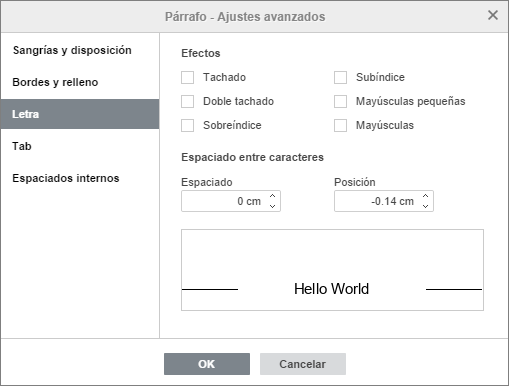 Párrafo - Ajustes avanzados
Sangrías y disposición
Bordes y relleno
Letra
Tab
Espaciados internos
Efectos
Tachado
Subíndice
Doble tachado
Mayúsculas pequeñas
Sobreíndice
Mayúsculas
Espaciado entre caracteres
Espaciado
Posición
0 cm
-0.14 cm
Hello World
OK
Cancelar